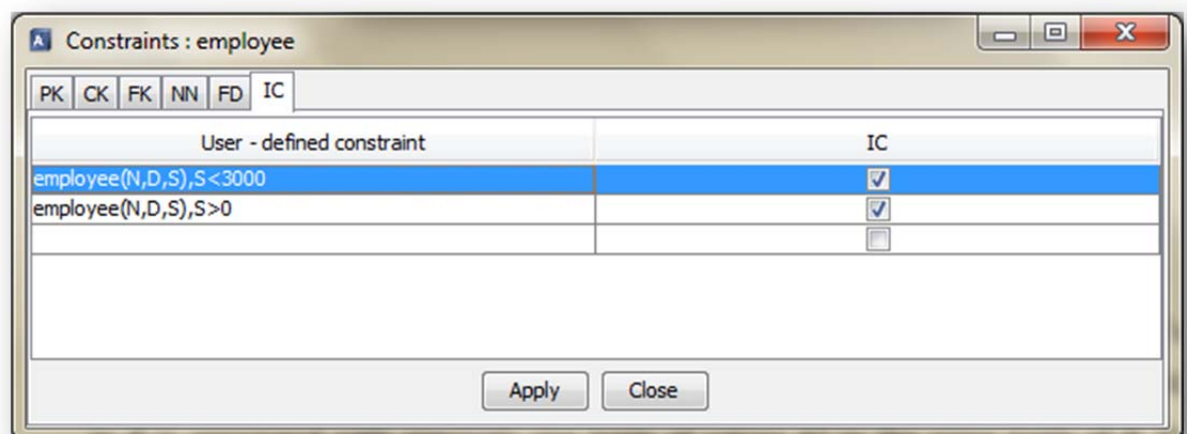 Constraints : employee
PK CK FK NN FD IC
User - defined constraint IC
employee(N,D,S),S<3000
employee(N,D,S),S>0
Apply Close